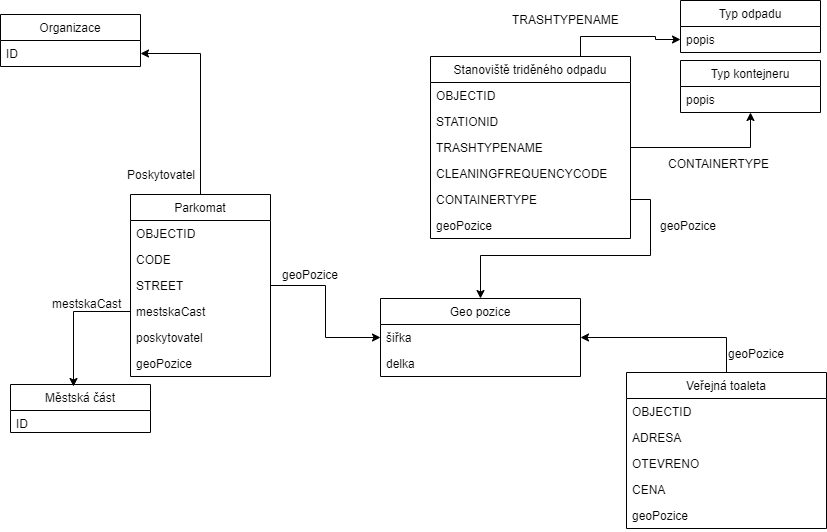 Organizace
ID
Poskytovatel
TRASHTYPENAME
Typ odpadu
popis
Typ kontejneru
popis
Stanoviště triděného odpadu
OBJECTID
STATIONID
TRASHTYPENAME
CLEANINGFREQUENCYCODE
CONTAINERTYPE
geoPozice
CONTAINERTYPE
geoPozice
Parkomat
OBJECTID
CODE
STREET
mestskaCast
poskytovatel
geoPozice
mestskaCast
geoPozice
Městská část
ID
Geo pozice
šířka
delka
geoPozice
Veřejná toaleta
OBJECTID
ADRESA
OTEVRENO
CENA
geoPozice